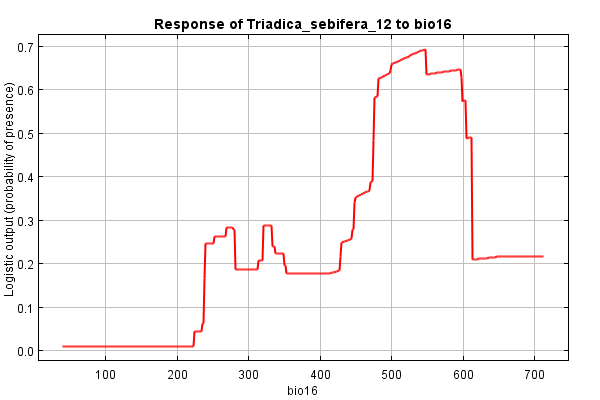 Response of Triadica_sebifera_12 to bio16
Logistic output (probability of presence)
0.7
0.6
0.5
0.4
0.3
0.2
0.1
0.0
100 200 300 400 500 600 700
bio16